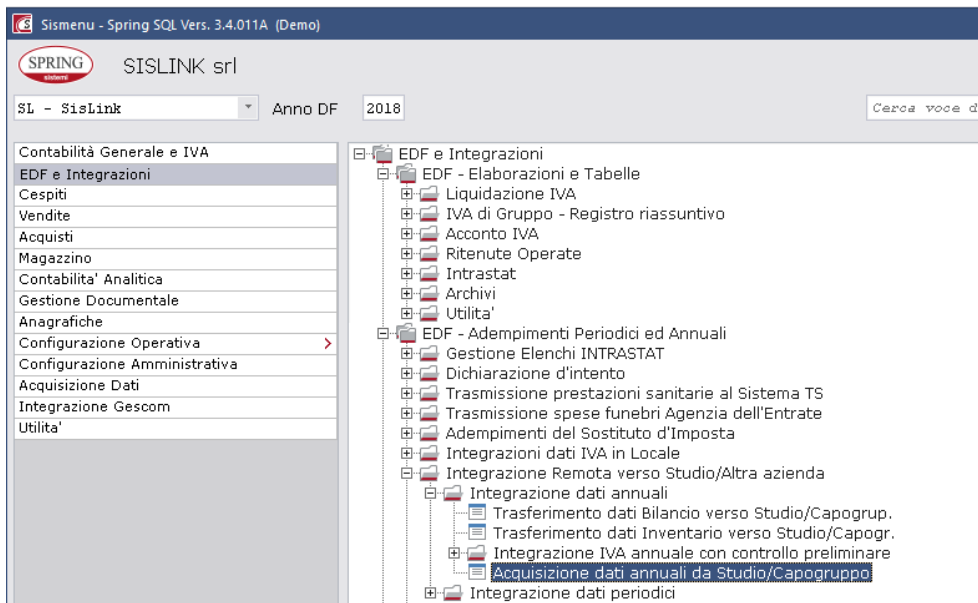 Sismenu - Spring SQL Vers. 3.4.011A (Demo)
SPRING
sistemi
SISLINK srl
SL - SisLink
Anno DF
2018
Cerca voce d
Contabilità Generale e IVA
EDF e Integrazioni
Cespiti
Vendite
Acquisti
Magazzino
Contabilita' Analitica
Gestione Documentale
Anagrafiche
Configurazione Operativa
Configurazione Amministrativa
Acquisizione Dati
Integrazione Gescom
Utilita'
EDF e Integrazioni
EDF - Elaborazioni e Tabelle
Liquidazione IVA
IVA di Gruppo - Registro riassuntivo
Acconto IVA
Ritenute Operate
Intrastat
Archivi
Utilita'
EDF - Adempimenti Periodici ed Annuali
Gestione Elenchi INTRASTAT
Dichiarazione d'intento
Trasmissione prestazioni sanitarie al Sistema TS
Trasmissione spese funebri Agenzia dell'Entrate
Adempimenti del Sostituto d'Imposta
Integrazioni dati IVA in Locale
Integrazione Remota verso Studio/Altra azienda
Integrazione dati annuali
Trasferimento dati Bilancio verso Studio/Capogrup.
Trasferimento dati Inventario verso Studio/Capogr.
Integrazione IVA annuale con controllo preliminare
Acquisizione dati annuali da Studio/Capogruppo
Integrazione dati periodici